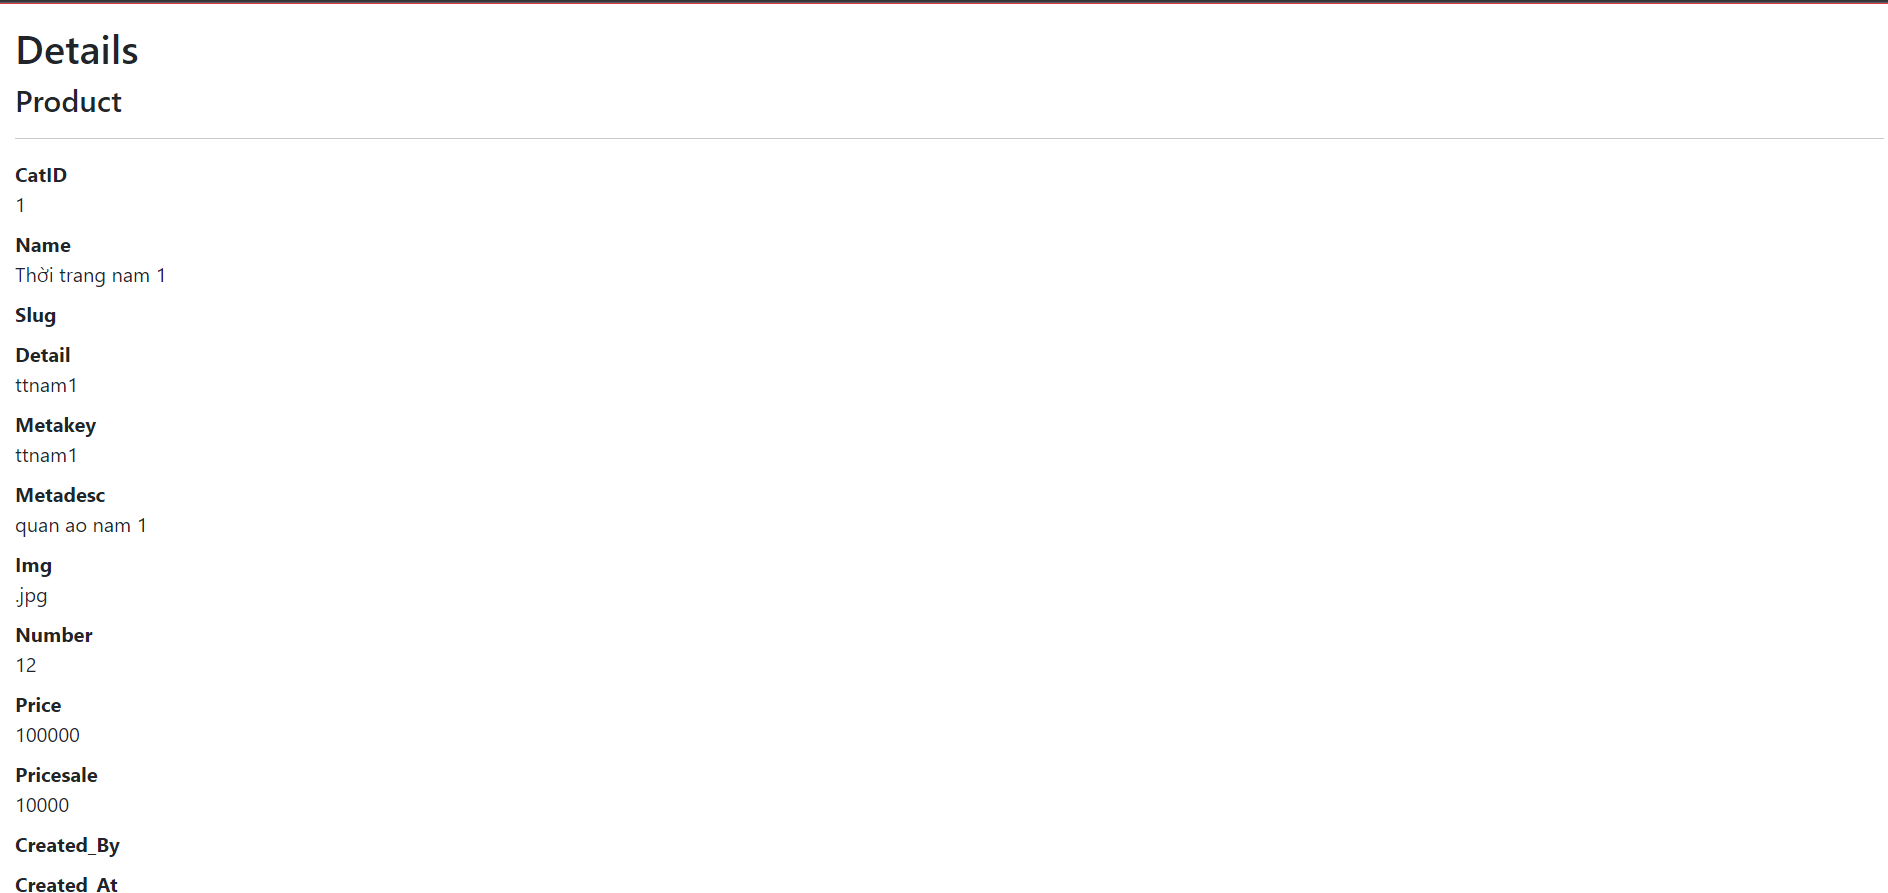 Details
Product
CatID
1
Name
Thời trang nam 1
Slug
Detail
ttnam1
Metakey
ttnam1
Metadesc
quan ao nam 1
Img
.jpg
Number
12
Price
100000
Pricesale
10000
Created_By
Created_At